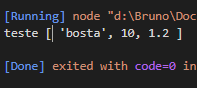 [Running] node "d:\Bruno\Doc
teste [ 'bosta', 10, 1.2 ]
[Done] exited with code=0 in